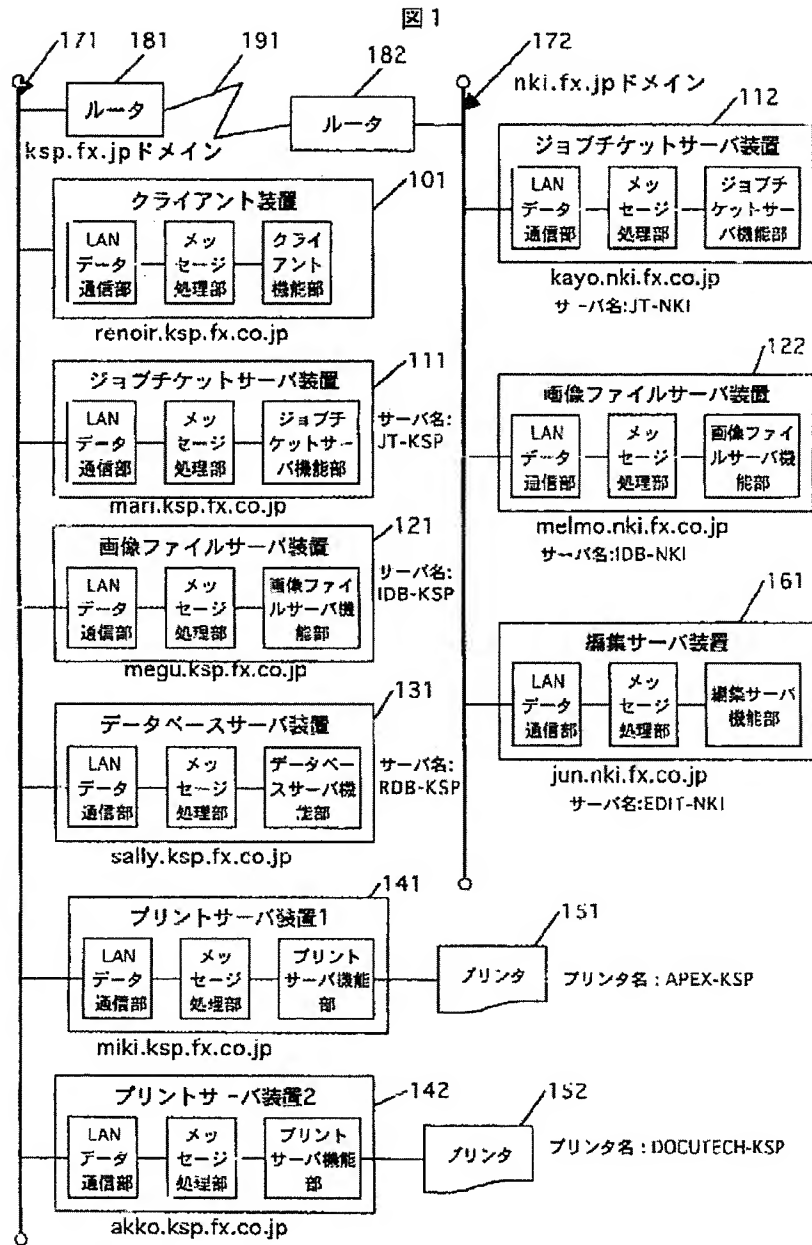 図1
171
181
191
182
172
nki.fx.jpドメイン
ルータ
ルータ
ksp.fx.jpドメイン
112
ジョブチケットサーバ装置
LAN
データ
通信部
メッ
セージ
処理部
ジョブチ
ケットサー
バ機能部
kayo.nki.fx.co.jp
サーバ名:JT-NKI
101
クライアント装置
LAN
データ
通信部
メッ
セージ
処理部
クライ
アント
機能部
renoir.ksp.fx.co.jp
111
ジョブチケットサーバ装置
LAN
データ
通信部
メッ
セージ
処理部
ジョブチ
ケットサー
バ機能部
サーバ名:
JT-KSP
mari.ksp.fx.co.jp
122
画像ファイルサーバ装置
LAN
データ
通信部
メッ
セージ
処理部
画像ファイ
ルサーバ機
能部
melmo.nki.fx.co.jp
サーバ名:IDB-NKI
121
画像ファイルサーバ装置
LAN
データ
通信部
メッ
セージ
処理部
画像ファイ
ルサーバ機
能部
サーバ名:
IDB-KSP
megu.ksp.fx.co.jp
161
編集サーバ装置
LAN
データ
通信部
メッ
セージ
処理部
編集サーバ
機能部
jun.nki.fx.co.jp
サーバ名:EDIT-NKI
131
データベースサーバ装置
LAN
データ
通信部
メッ
セージ
処理部
データベー
スサーバ機
能部
サーバ名:
RDB-KSP
sally.ksp.fx.co.jp
141
プリントサーバ装置1
LAN
データ
通信部
メッ
セージ
処理部
プリント
サーバ機能
部
miki.ksp.fx.co.jp
151
プリンタ
プリンタ名:APEX-KSP
142
プリントサーバ装置2
LAN
データ
通信部
メッ
セージ
処理部
プリント
サーバ機能
部
akko.ksp.fx.co.jp
152
プリンタ
プリンタ名:DOCUTECH-KSP